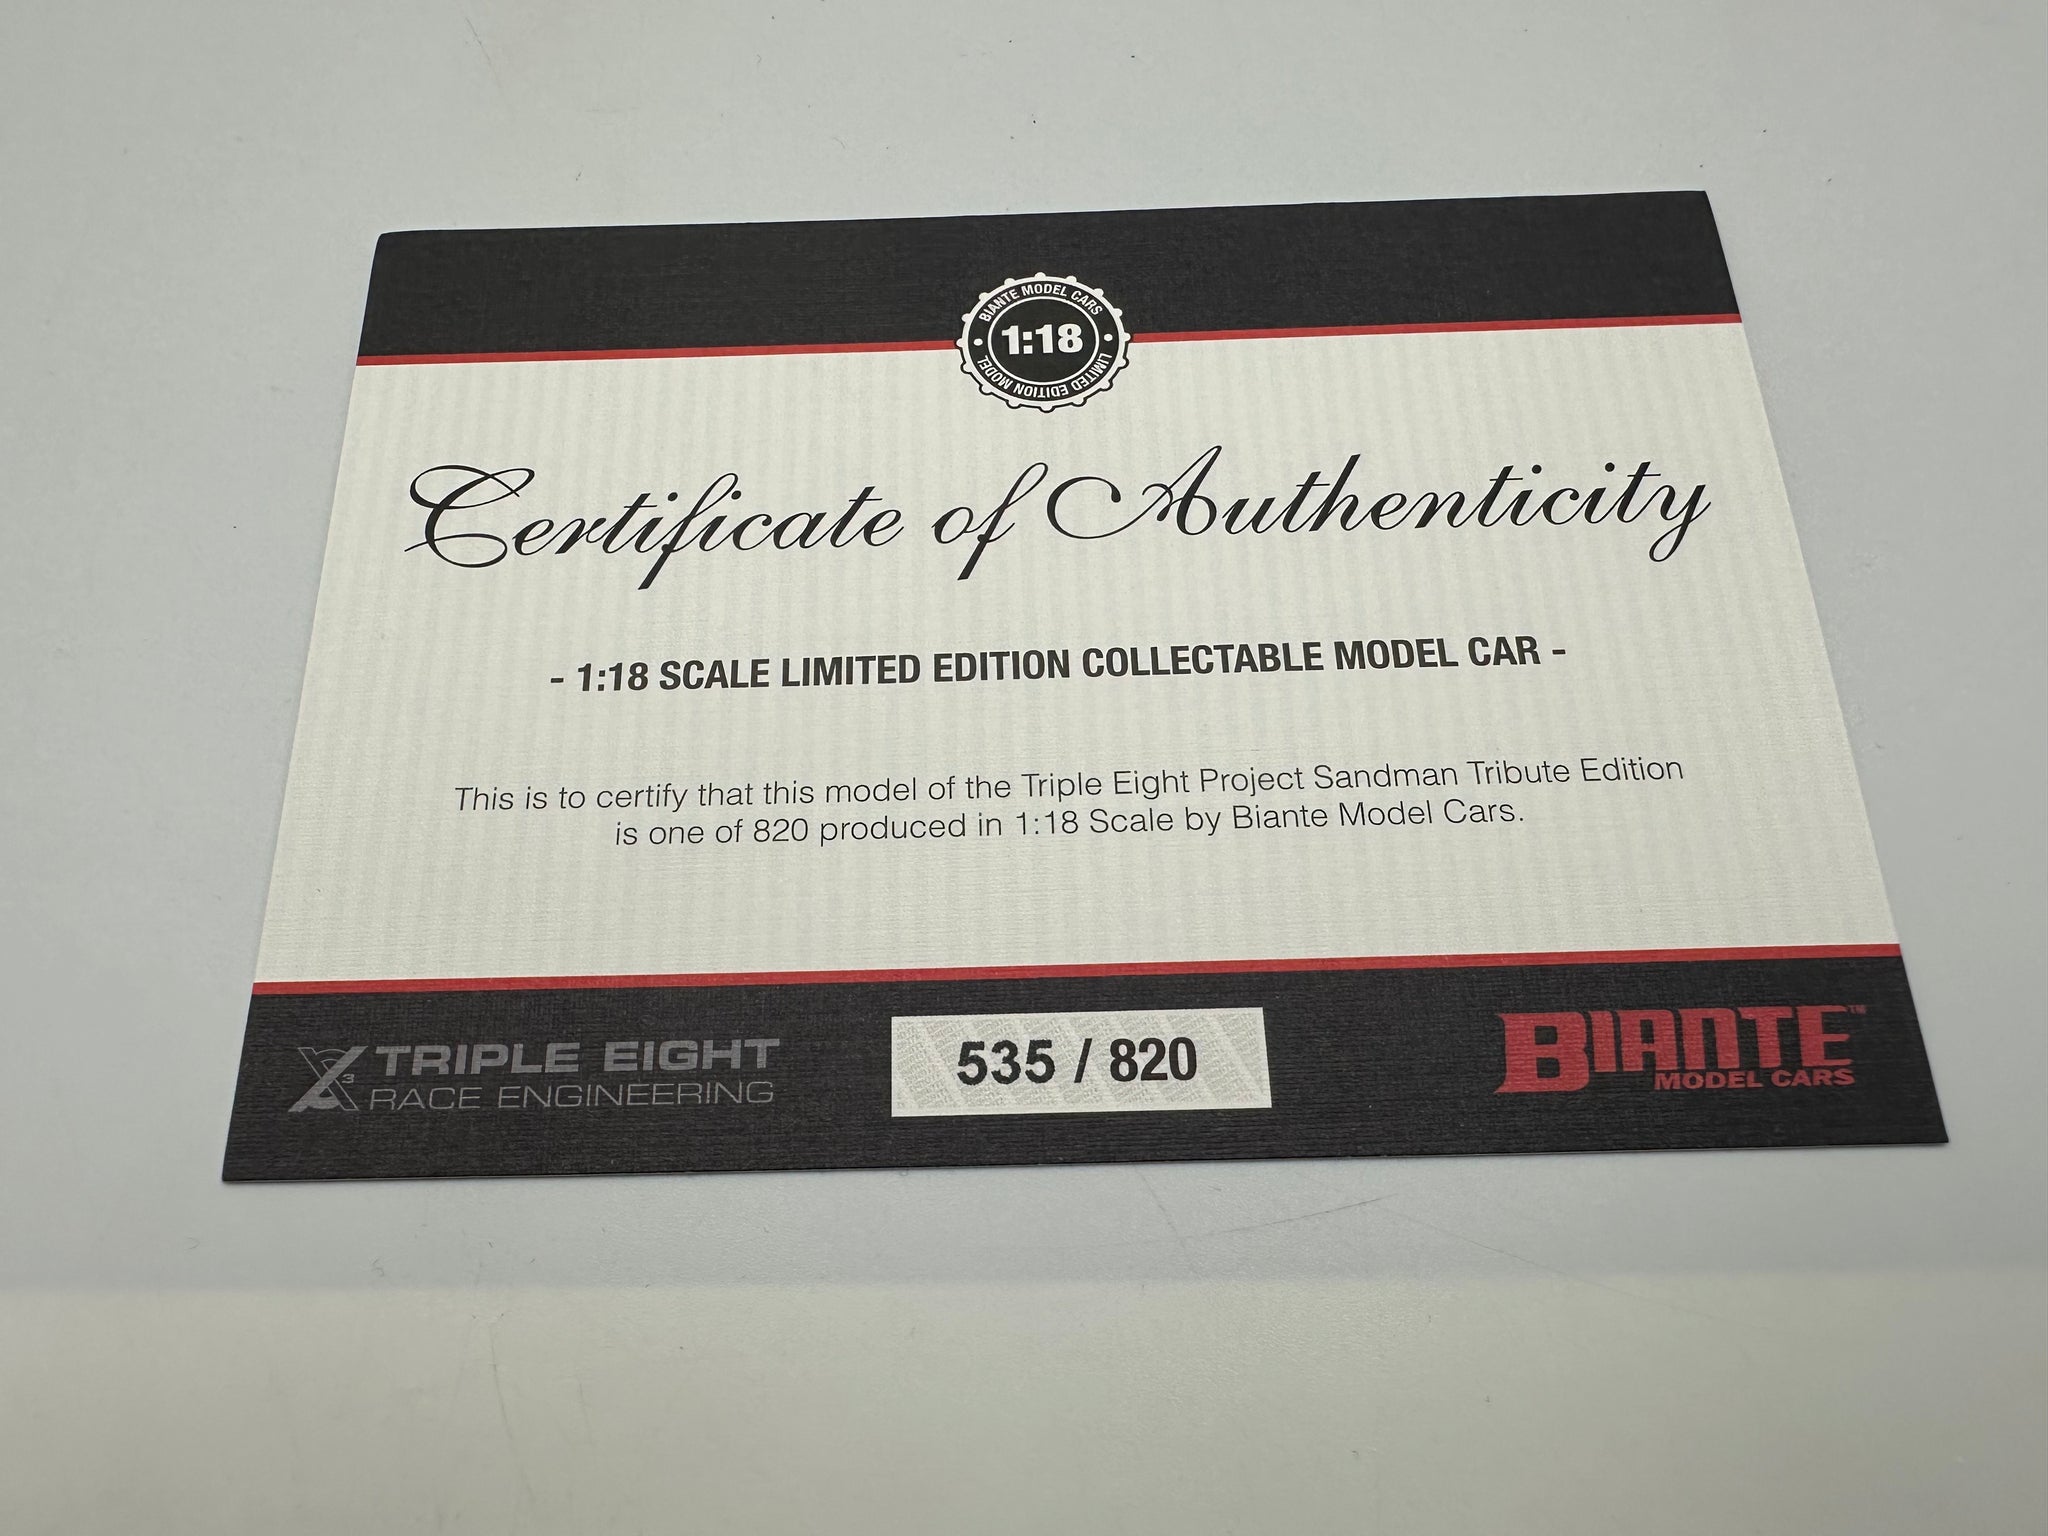 BIANTE MODEL CARS
1:18
LIMITED EDITION MODEL
Certificate of Authenticity
- 1:18 SCALE LIMITED EDITION COLLECTABLE MODEL CAR -
This is to certify that this model of the Triple Eight Project Sandman Tribute Edition
is one of 820 produced in 1:18 Scale by Biante Model Cars.
TRIPLE EIGHT
RACE ENGINEERING
535 / 820
BIANTE™
MODEL CARS